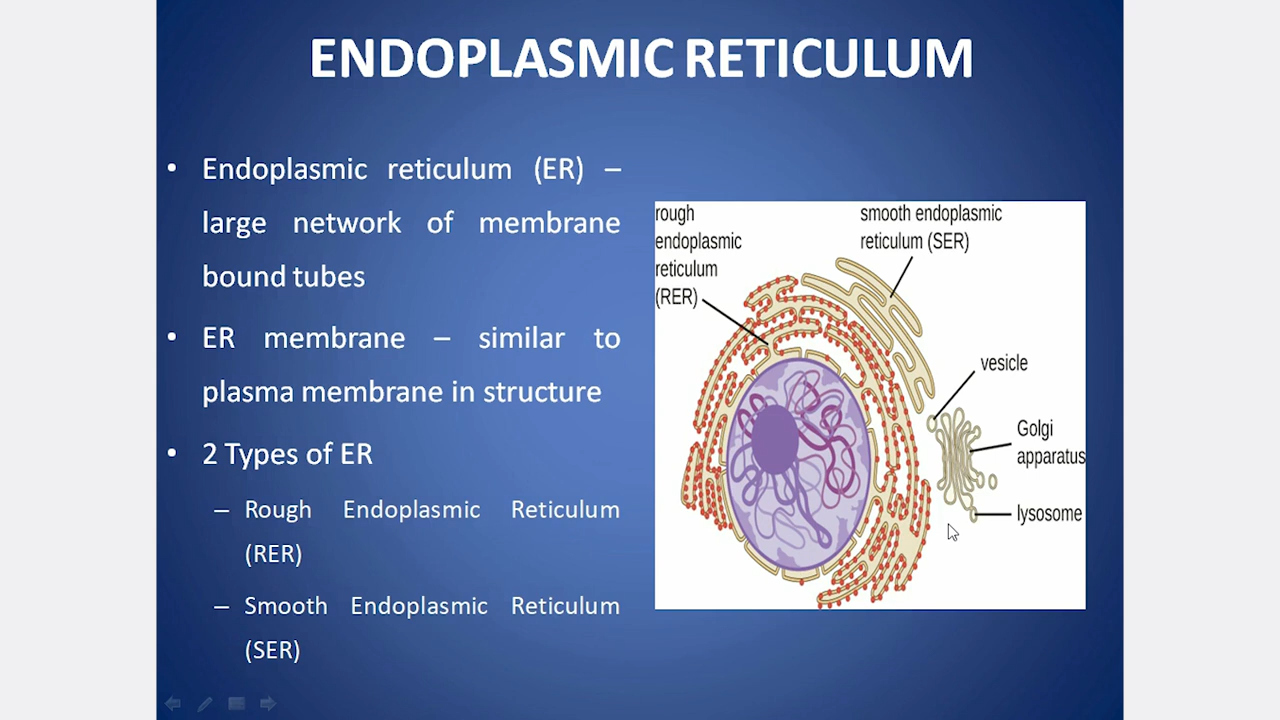 ENDOPLASMIC RETICULUM
• Endoplasmic reticulum (ER) –
large network of membrane
bound tubes
• ER membrane – similar to
plasma membrane in structure
• 2 Types of ER
– Rough Endoplasmic Reticulum
(RER)
– Smooth Endoplasmic Reticulum
(SER)
rough
endoplasmic
reticulum
(RER)
smooth endoplasmic
reticulum (SER)
vesicle
Golgi
apparatus
lysosome